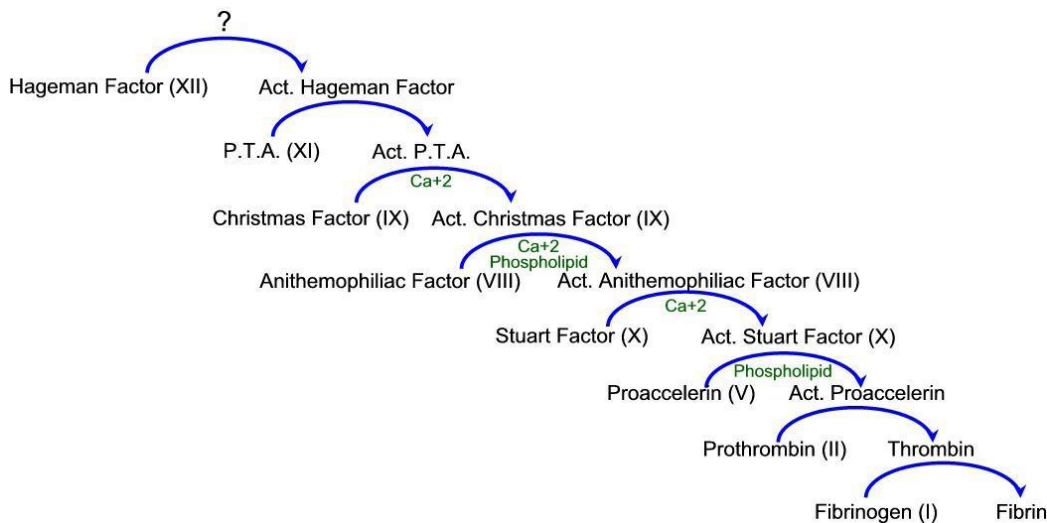 ?
Hageman Factor (XII) Act. Hageman Factor
P.T.A. (XI) Act. P.T.A.
Ca+2
Christmas Factor (IX) Act. Christmas Factor (IX)
Ca+2
Phospholipid
Anithemophiliac Factor (VIII) Act. Anithemophiliac Factor (VIII)
Ca+2
Stuart Factor (X) Act. Stuart Factor (X)
Phospholipid
Proaccelerin (V) Act. Proaccelerin
Prothrombin (II) Thrombin
Fibrinogen (I) Fibrin